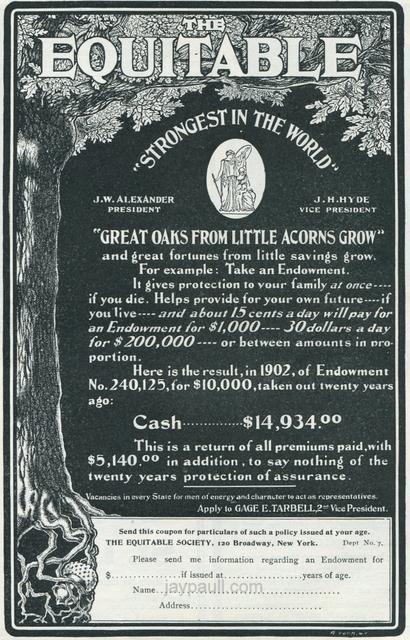 THE
EQUITABLE
"STRONGEST IN THE WORLD"
J.W. ALEXANDER
PRESIDENT
J.H.HYDE
VICE PRESIDENT
"GREAT OAKS FROM LITTLE ACORNS GROW"
and great fortunes from little savings grow.
For example: Take an Endowment.
It gives protection to your family at once----
if you die. Helps provide for your own future----if
you live---- and about 15 cents a day will pay for
an Endowment for $1,000---- 30 dollars a day
for $200,000 ---- or between amounts in pro-
portion.
Here is the result, in 1902, of Endowment
No. 240,125, for $10,000, taken out twenty years
ago:
Cash..............$14,934.00
This is a return of all premiums paid, with
$5,140.00 in addition, to say nothing of the
twenty years protection of assurance.
Vacancies in every State for men of energy and character to act as representatives.
Apply to GAGE E. TARBELL, 2nd Vice President.
Send this coupon for particulars of such a policy issued at your age.
THE EQUITABLE SOCIETY, 120 Broadway, New York. Dept No. 7.
Please send me information regarding an Endowment for
$.....................if issued at.....................years of age.
Name..........................................
jaypaull.com
Address..........................................